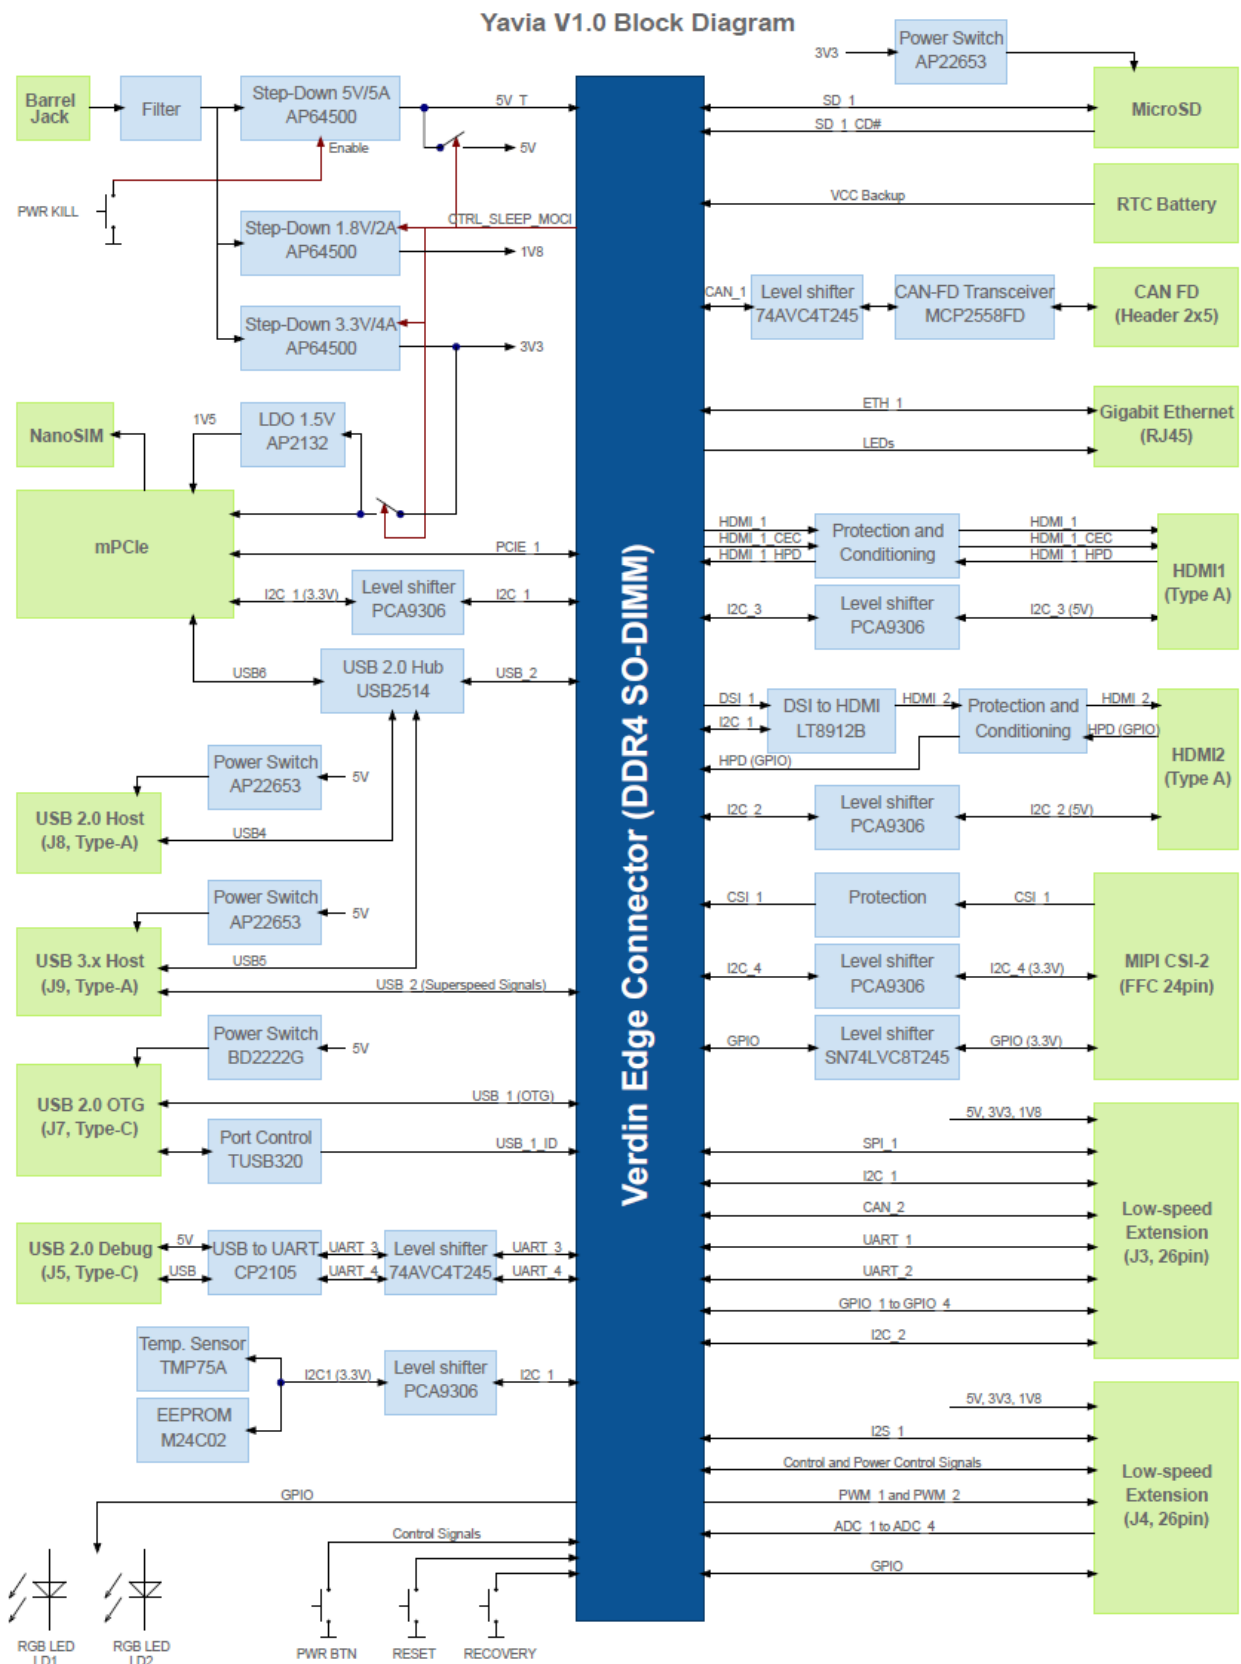 Yavia V1.0 Block Diagram
Barrel
Jack
Filter
Step-Down 5V/5A
AP64500
5V_T
5V
Enable
PWR KILL
Step-Down 1.8V/2A
AP64500
CTRL_SLEEP_MOCI
1V8
Step-Down 3.3V/4A
AP64500
3V3
NanoSIM
1V5
LDO 1.5V
AP2132
mPCIe
PCIE_1
I2C_1 (3.3V)
Level shifter
PCA9306
I2C_1
USB6
USB 2.0 Hub
USB2514
USB_2
Power Switch
AP22653
5V
USB 2.0 Host
(J8, Type-A)
USB4
Power Switch
AP22653
5V
USB 3.x Host
(J9, Type-A)
USB5
USB_2 (Superspeed Signals)
Power Switch
BD2222G
5V
USB 2.0 OTG
(J7, Type-C)
USB_1 (OTG)
Port Control
TUSB320
USB_1_ID
USB 2.0 Debug
(J5, Type-C)
5V
USB
USB to UART
CP2105
UART_3
UART_4
Level shifter
74AVC4T245
UART_3
UART_4
Temp. Sensor
TMP75A
EEPROM
M24C02
I2C1 (3.3V)
Level shifter
PCA9306
I2C_1
GPIO
RGB LED
LD1
RGB LED
LD2
Control Signals
PWR BTN
RESET
RECOVERY
Verdin Edge Connector (DDR4 SO-DIMM)
3V3
Power Switch
AP22653
SD_1
SD_1_CD#
MicroSD
VCC Backup
RTC Battery
CAN_1
Level shifter
74AVC4T245
CAN-FD Transceiver
MCP2558FD
CAN FD
(Header 2x5)
ETH_1
LEDs
Gigabit Ethernet
(RJ45)
HDMI_1
HDMI_1_CEC
HDMI_1_HPD
Protection and
Conditioning
HDMI_1
HDMI_1_CEC
HDMI_1_HPD
I2C_3
Level shifter
PCA9306
I2C_3 (5V)
HDMI1
(Type A)
DSI_1
I2C_1
DSI to HDMI
LT8912B
HDMI_2
Protection and
Conditioning
HDMI_2
HPD (GPIO)
HPD (GPIO)
I2C_2
Level shifter
PCA9306
I2C_2 (5V)
HDMI2
(Type A)
CSI_1
Protection
CSI_1
I2C_4
Level shifter
PCA9306
I2C_4 (3.3V)
GPIO
Level shifter
SN74LVC8T245
GPIO (3.3V)
MIPI CSI-2
(FFC 24pin)
5V, 3V3, 1V8
SPI_1
I2C_1
CAN_2
UART_1
UART_2
GPIO_1 to GPIO_4
I2C_2
Low-speed
Extension
(J3, 26pin)
5V, 3V3, 1V8
I2S_1
Control and Power Control Signals
PWM_1 and PWM_2
ADC_1 to ADC_4
GPIO
Low-speed
Extension
(J4, 26pin)